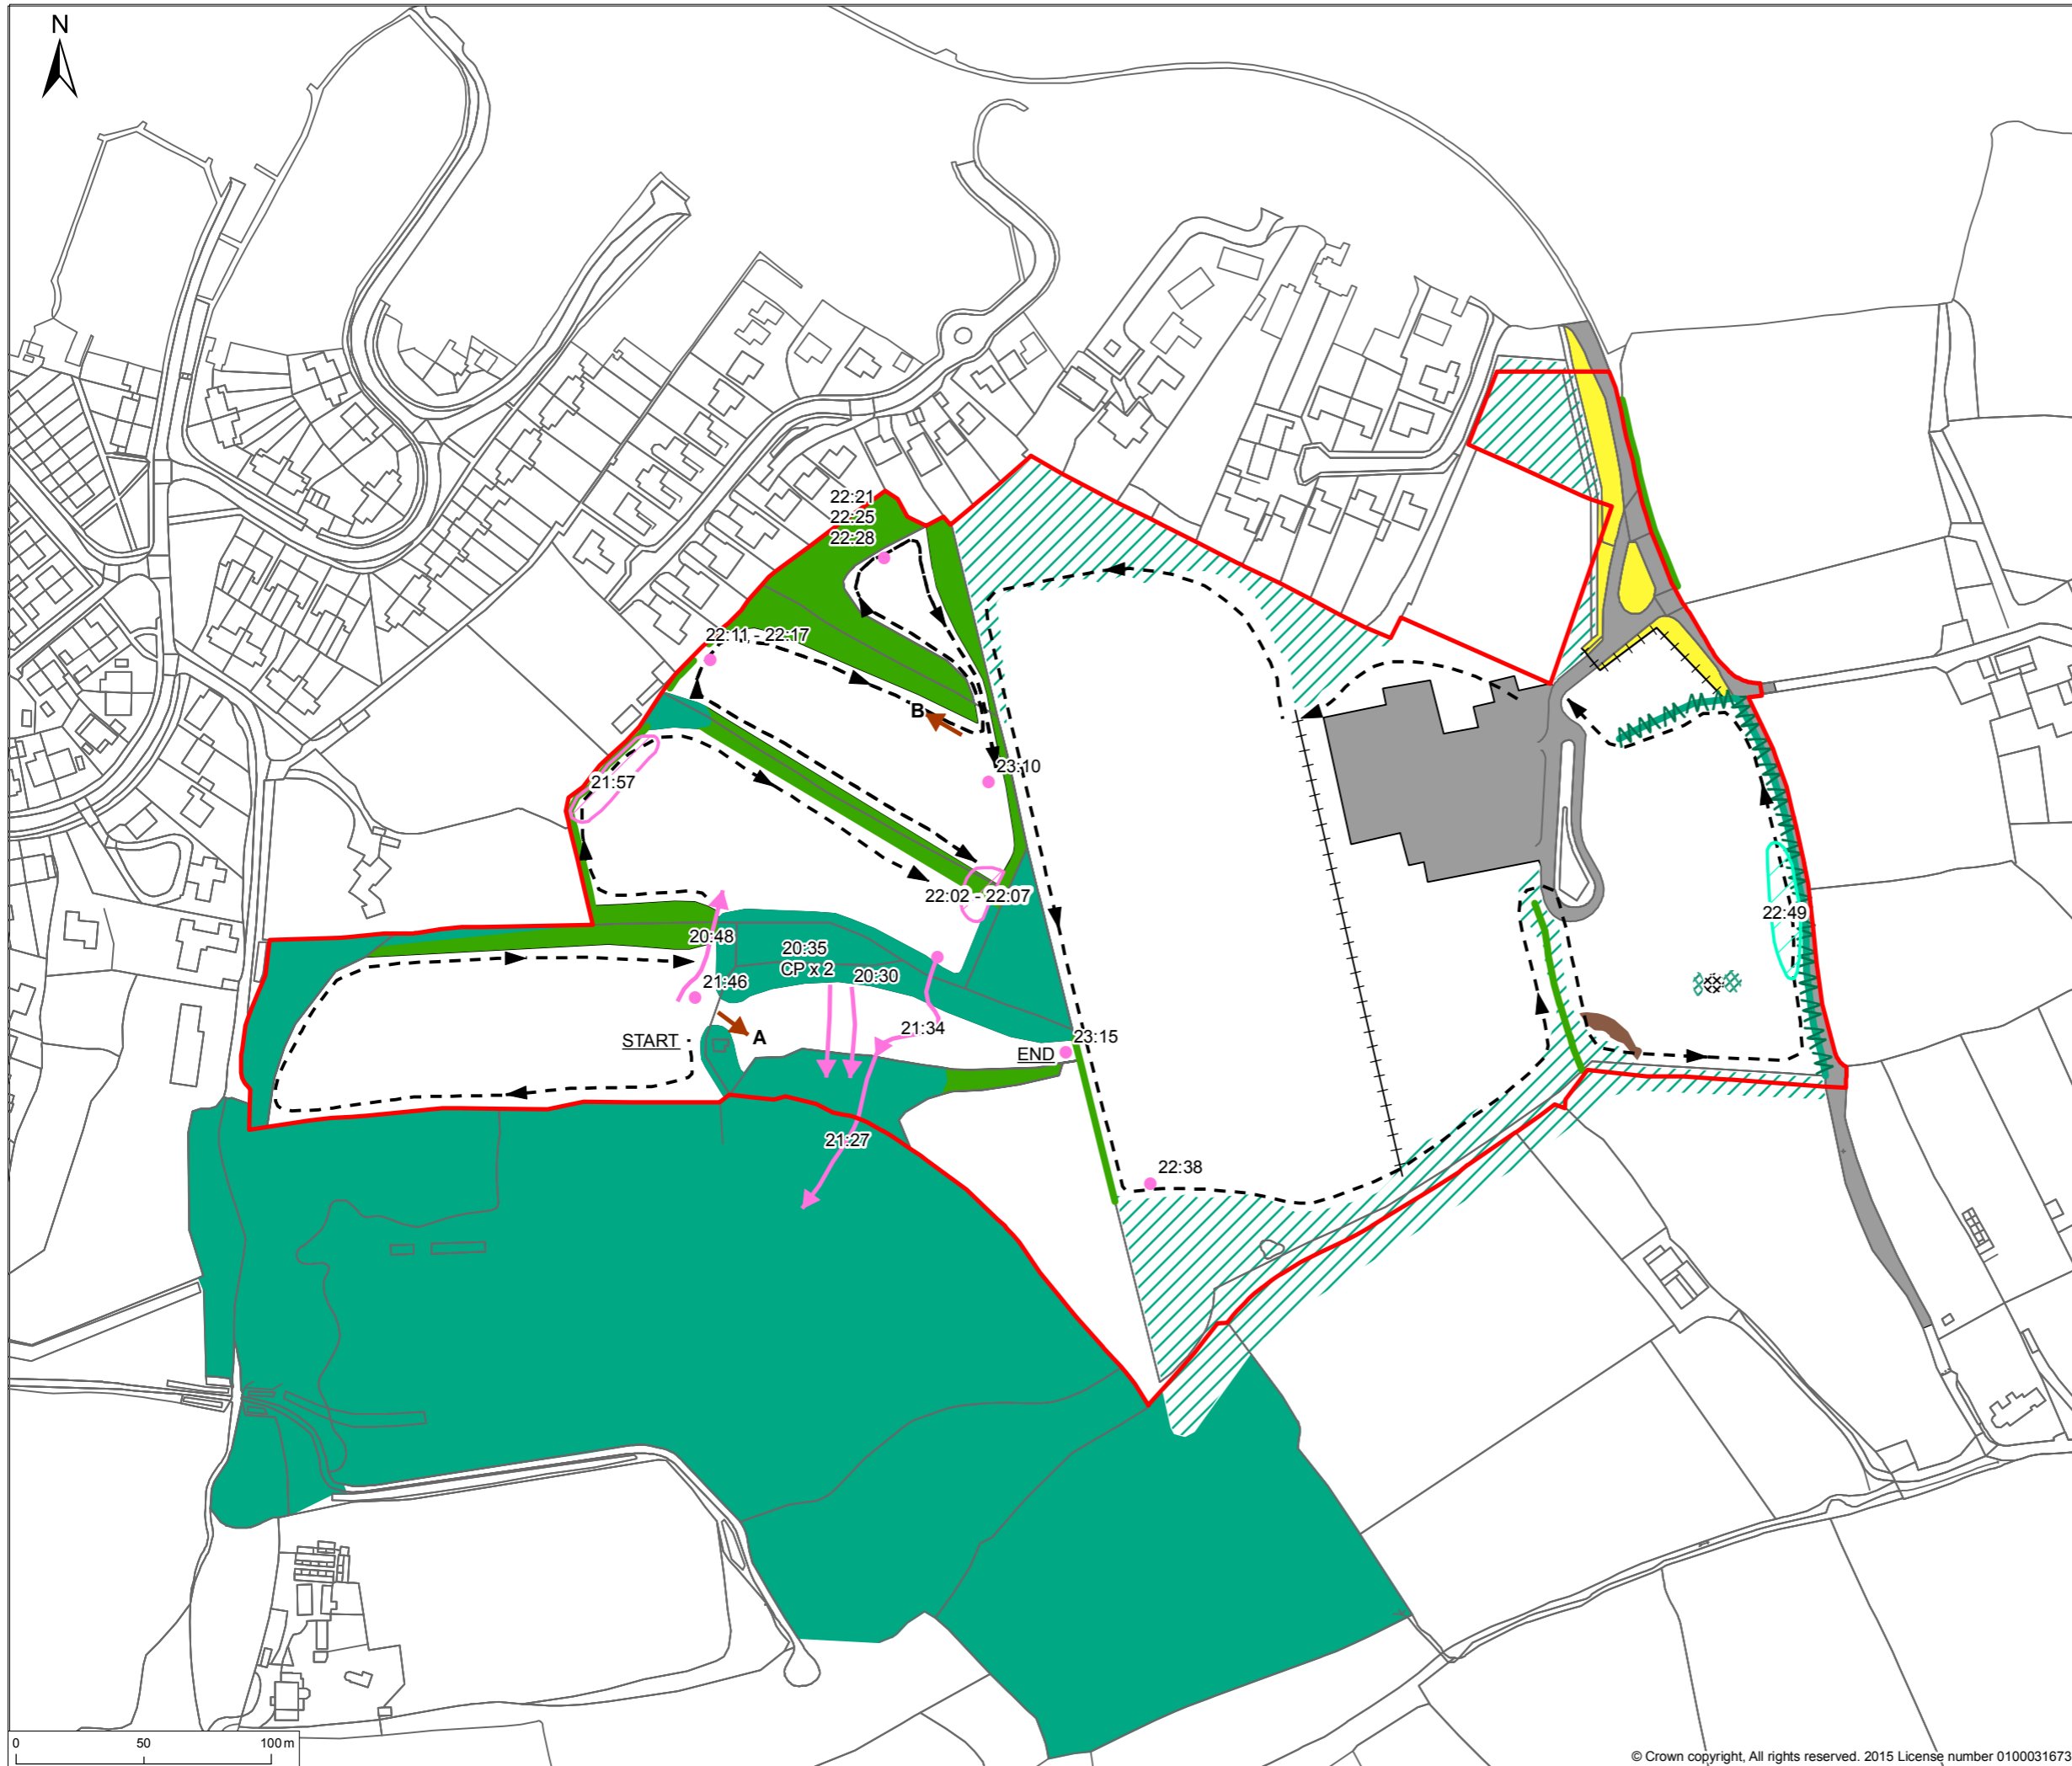 N
22:21
22:25
22:28
22:11 - 22:17
B
23:10
21:57
22:02 - 22:07
22:49
20:48
20:35
CP x 2
20:30
21:46
21:34
START
A
END
23:15
21:27
22:38
0 50 100 m
© Crown copyright, All rights reserved. 2015 License number 0100031673